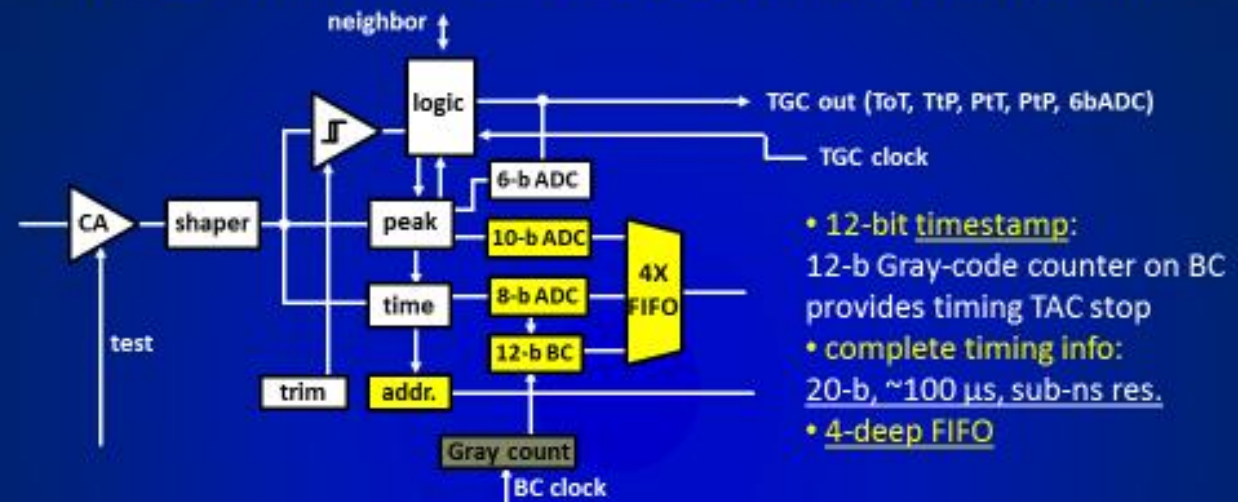 neighbor
logic
TGC out (ToT, TtP, PtT, PtP, 6bADC)
TGC clock
6-b ADC
CA
shaper
peak
10-b ADC
4X
FIFO
time
8-b ADC
12-b BC
test
trim
addr.
Gray count
BC clock
• 12-bit timestamp:
12-b Gray-code counter on BC
provides timing TAC stop
• complete timing info:
20-b, ~100 µs, sub-ns res.
• 4-deep FIFO